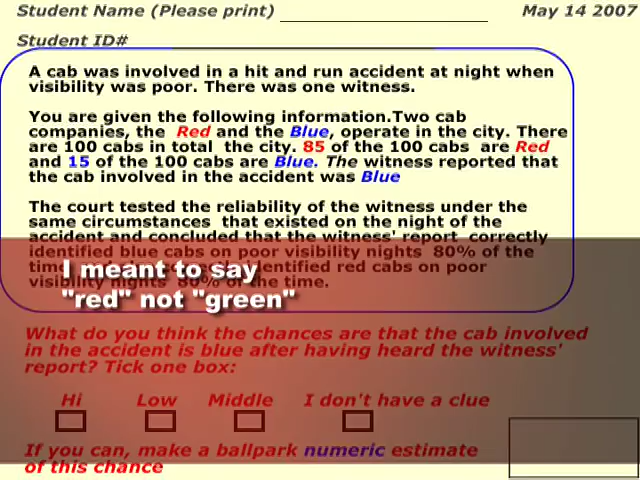 Student Name (Please print)
May 14 2007
Student ID#
A cab was involved in a hit and run accident at night when
visibility was poor. There was one witness.
You are given the following information.Two cab
companies, the Red and the Blue, operate in the city. There
are 100 cabs in total the city. 85 of the 100 cabs are Red
and 15 of the 100 cabs are Blue. The witness reported that
the cab involved in the accident was Blue
The court tested the reliability of the witness under the
same circumstances that existed on the night of the
accident and concluded that the witness' report correctly
identified blue cabs on poor visibility nights 80% of the
time identified red cabs on poor
visibility nights 80% of the time.
I meant to say
"red" not "green"
What do you think the chances are that the cab involved
in the accident is blue after having heard the witness'
report? Tick one box:
Hi Low Middle I don't have a clue
If you can, make a ballpark numeric estimate
of this chance